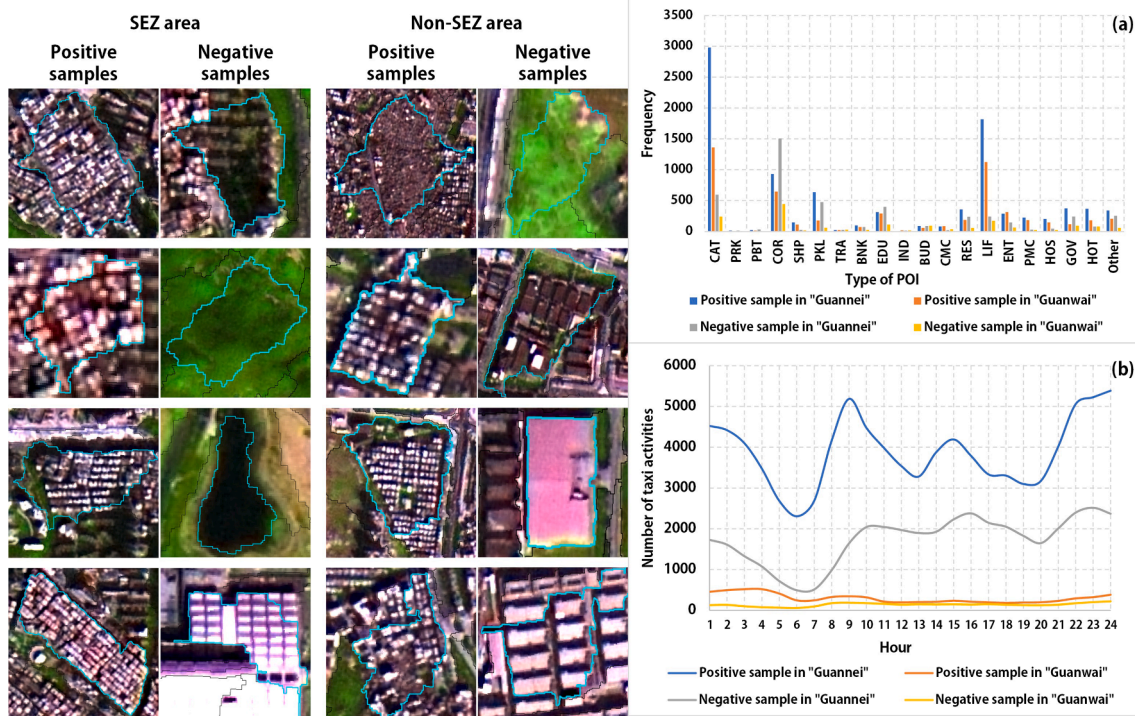 SEZ area
Non-SEZ area
Positive samples
Negative samples
Positive samples
Negative samples
(a)
Frequency
3500
3000
2500
2000
1500
1000
500
0
CAT PRK PBT COR SHP PKL TRA BNK EDU IND BUD CMC RES LIF ENT PMC HOS GOV HOT Other
Type of POI
Positive sample in "Guannei"
Positive sample in "Guanwai"
Negative sample in "Guannei"
Negative sample in "Guanwai"
(b)
Number of taxi activities
6000
5000
4000
3000
2000
1000
0
1 2 3 4 5 6 7 8 9 10 11 12 13 14 15 16 17 18 19 20 21 22 23 24
Hour
Positive sample in "Guannei"
Positive sample in "Guanwai"
Negative sample in "Guannei"
Negative sample in "Guanwai"